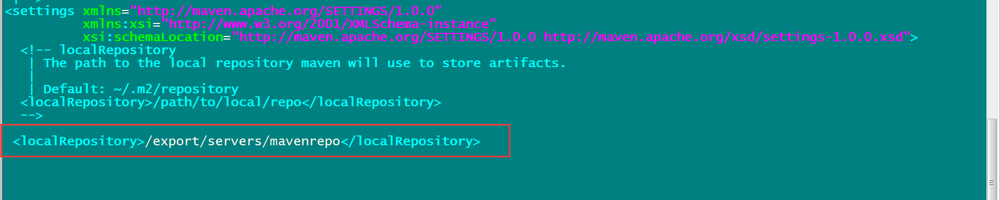 <settings xmlns="http://maven.apache.org/SETTINGS/1.0.0"
xmlns:xsi="http://www.w3.org/2001/XMLSchema-instance"
xsi:schemaLocation="http://maven.apache.org/SETTINGS/1.0.0 http://maven.apache.org/xsd/settings-1.0.0.xsd">
<!-- localRepository
| The path to the local repository maven will use to store artifacts.
|
| Default: ~/.m2/repository
<localRepository>/path/to/local/repo</localRepository>
-->
<localRepository>/export/servers/mavenrepo</localRepository>